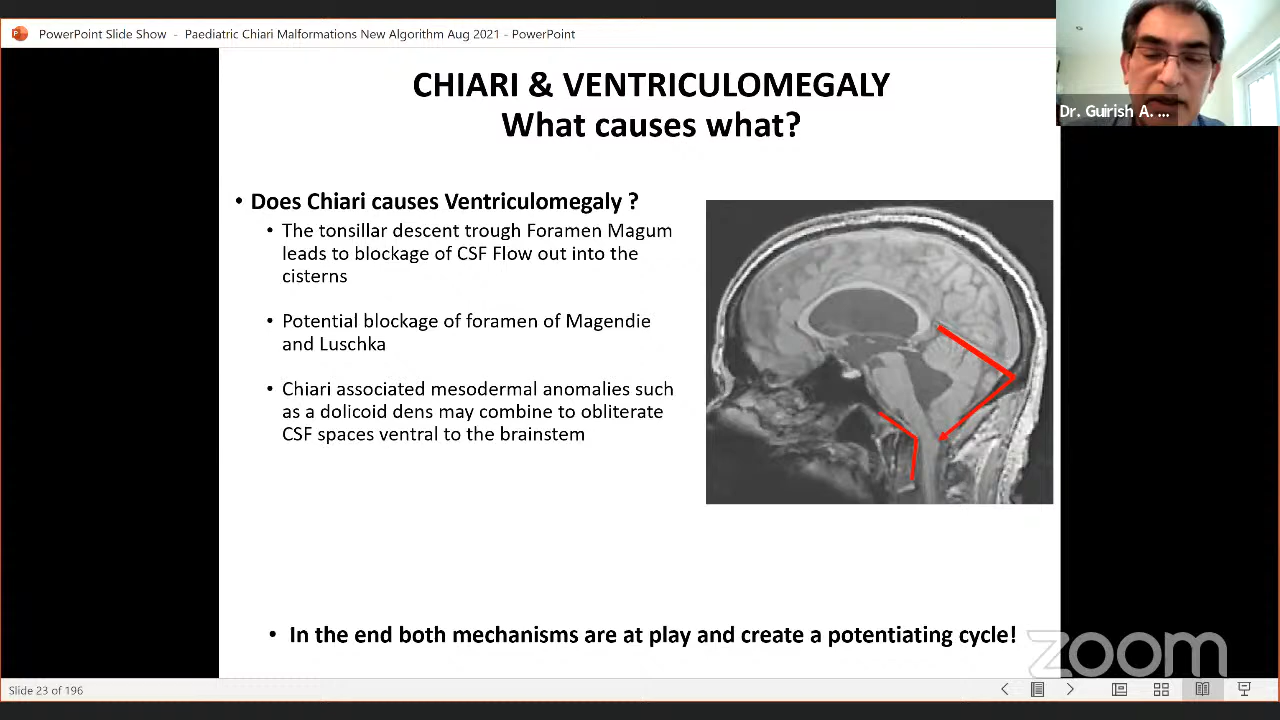 PowerPoint Slide Show - Paediatric Chiari Malformations New Algorithm Aug 2021 - PowerPoint
Dr. Guirish A. ...
CHIARI & VENTRICULOMEGALY
What causes what?
• Does Chiari causes Ventriculomegaly ?
• The tonsillar descent trough Foramen Magum
leads to blockage of CSF Flow out into the
cisterns
• Potential blockage of foramen of Magendie
and Luschka
• Chiari associated mesodermal anomalies such
as a dolicoid dens may combine to obliterate
CSF spaces ventral to the brainstem
• In the end both mechanisms are at play and create a potentiating cycle!
zoom
Slide 23 of 196